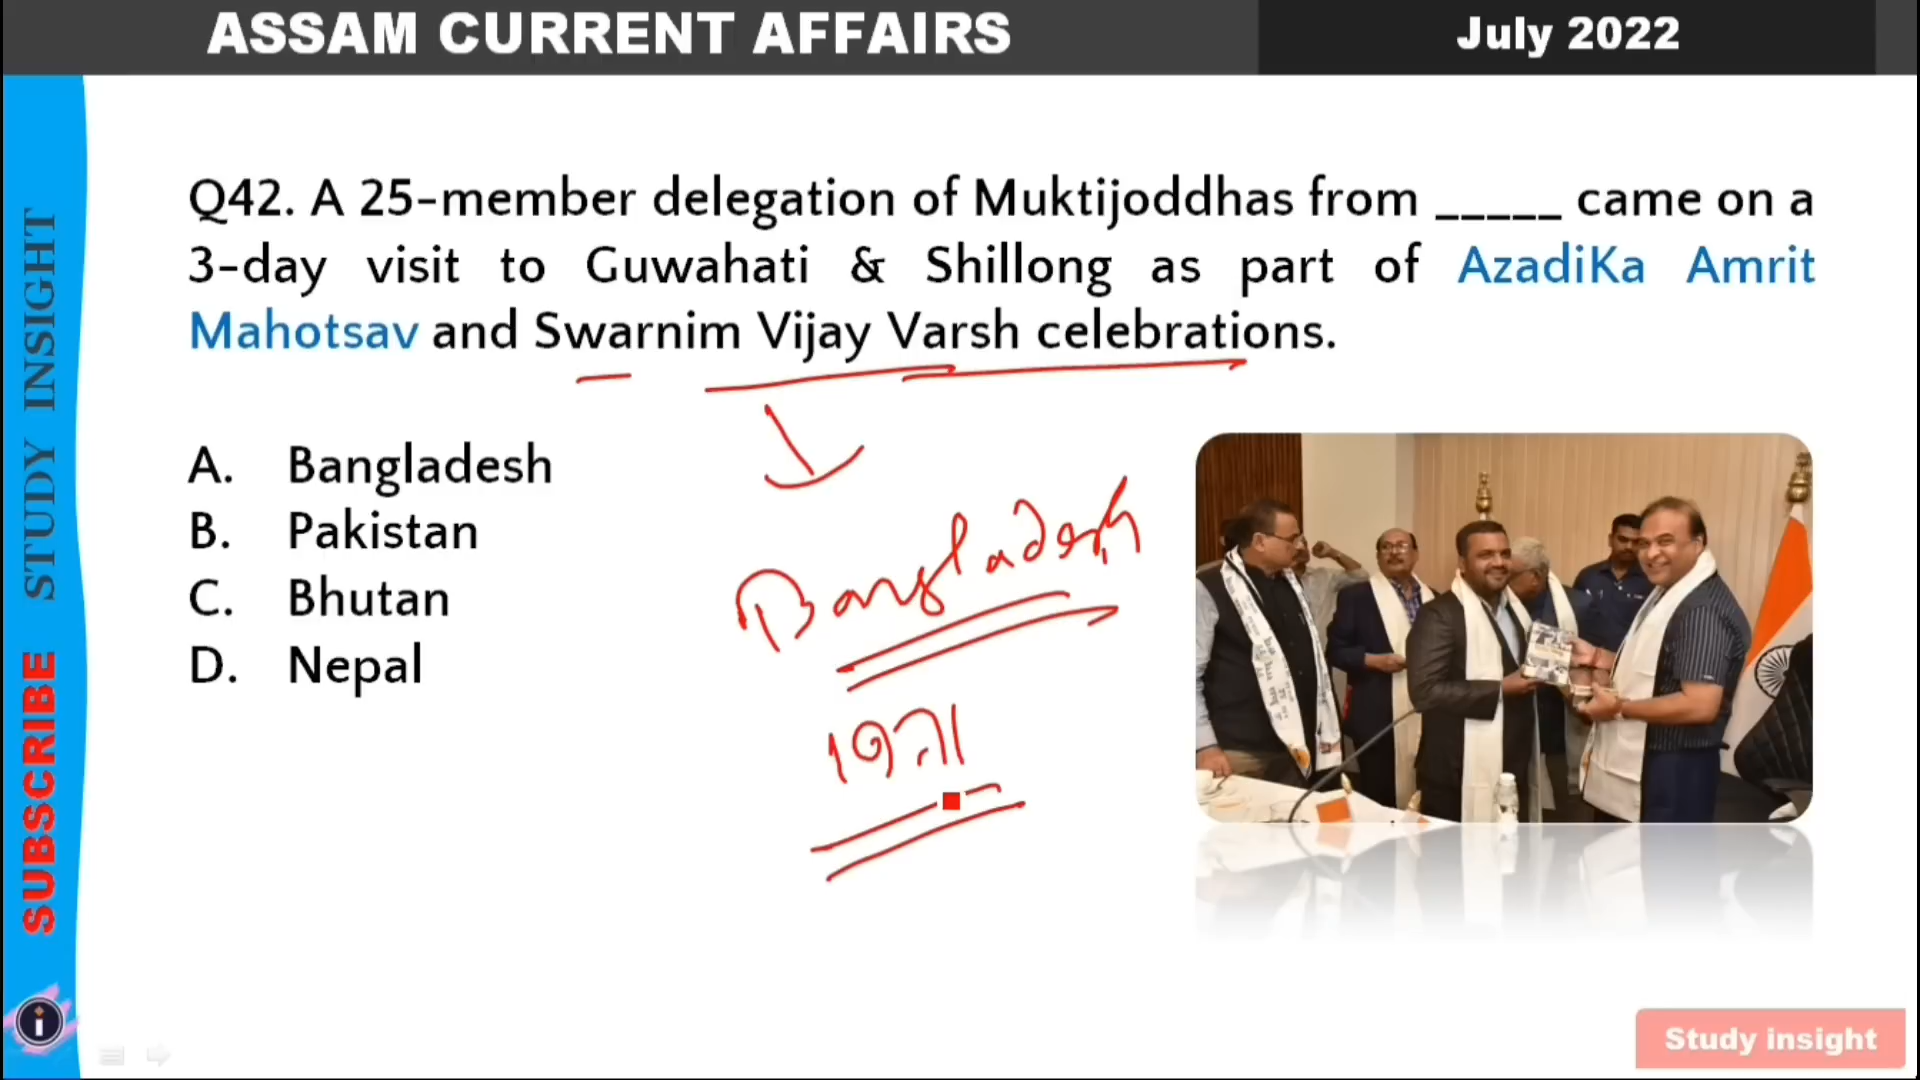 ASSAM CURRENT AFFAIRS
July 2022
Q42. A 25-member delegation of Muktijoddhas from _____ came on a
3-day visit to Guwahati & Shillong as part of AzadiKa Amrit
Mahotsav and Swarnim Vijay Varsh celebrations.
A. Bangladesh
B. Pakistan
C. Bhutan
D. Nepal
Bangladesh
1971
SUBSCRIBE STUDY INSIGHT
Study insight